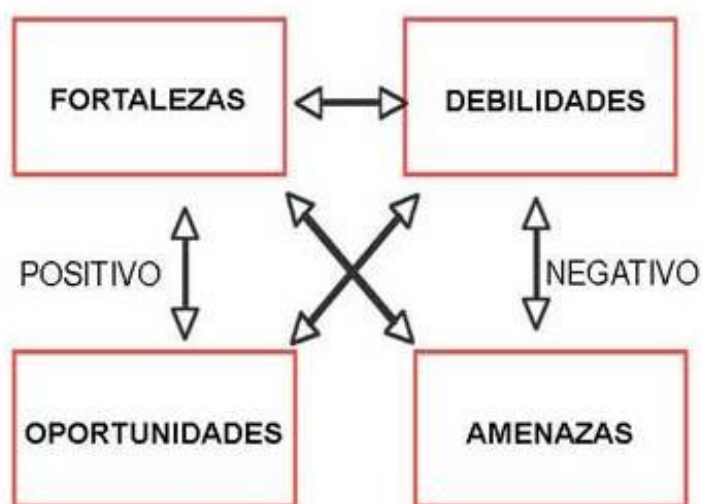 FORTALEZAS
DEBILIDADES
POSITIVO
NEGATIVO
OPORTUNIDADES
AMENAZAS